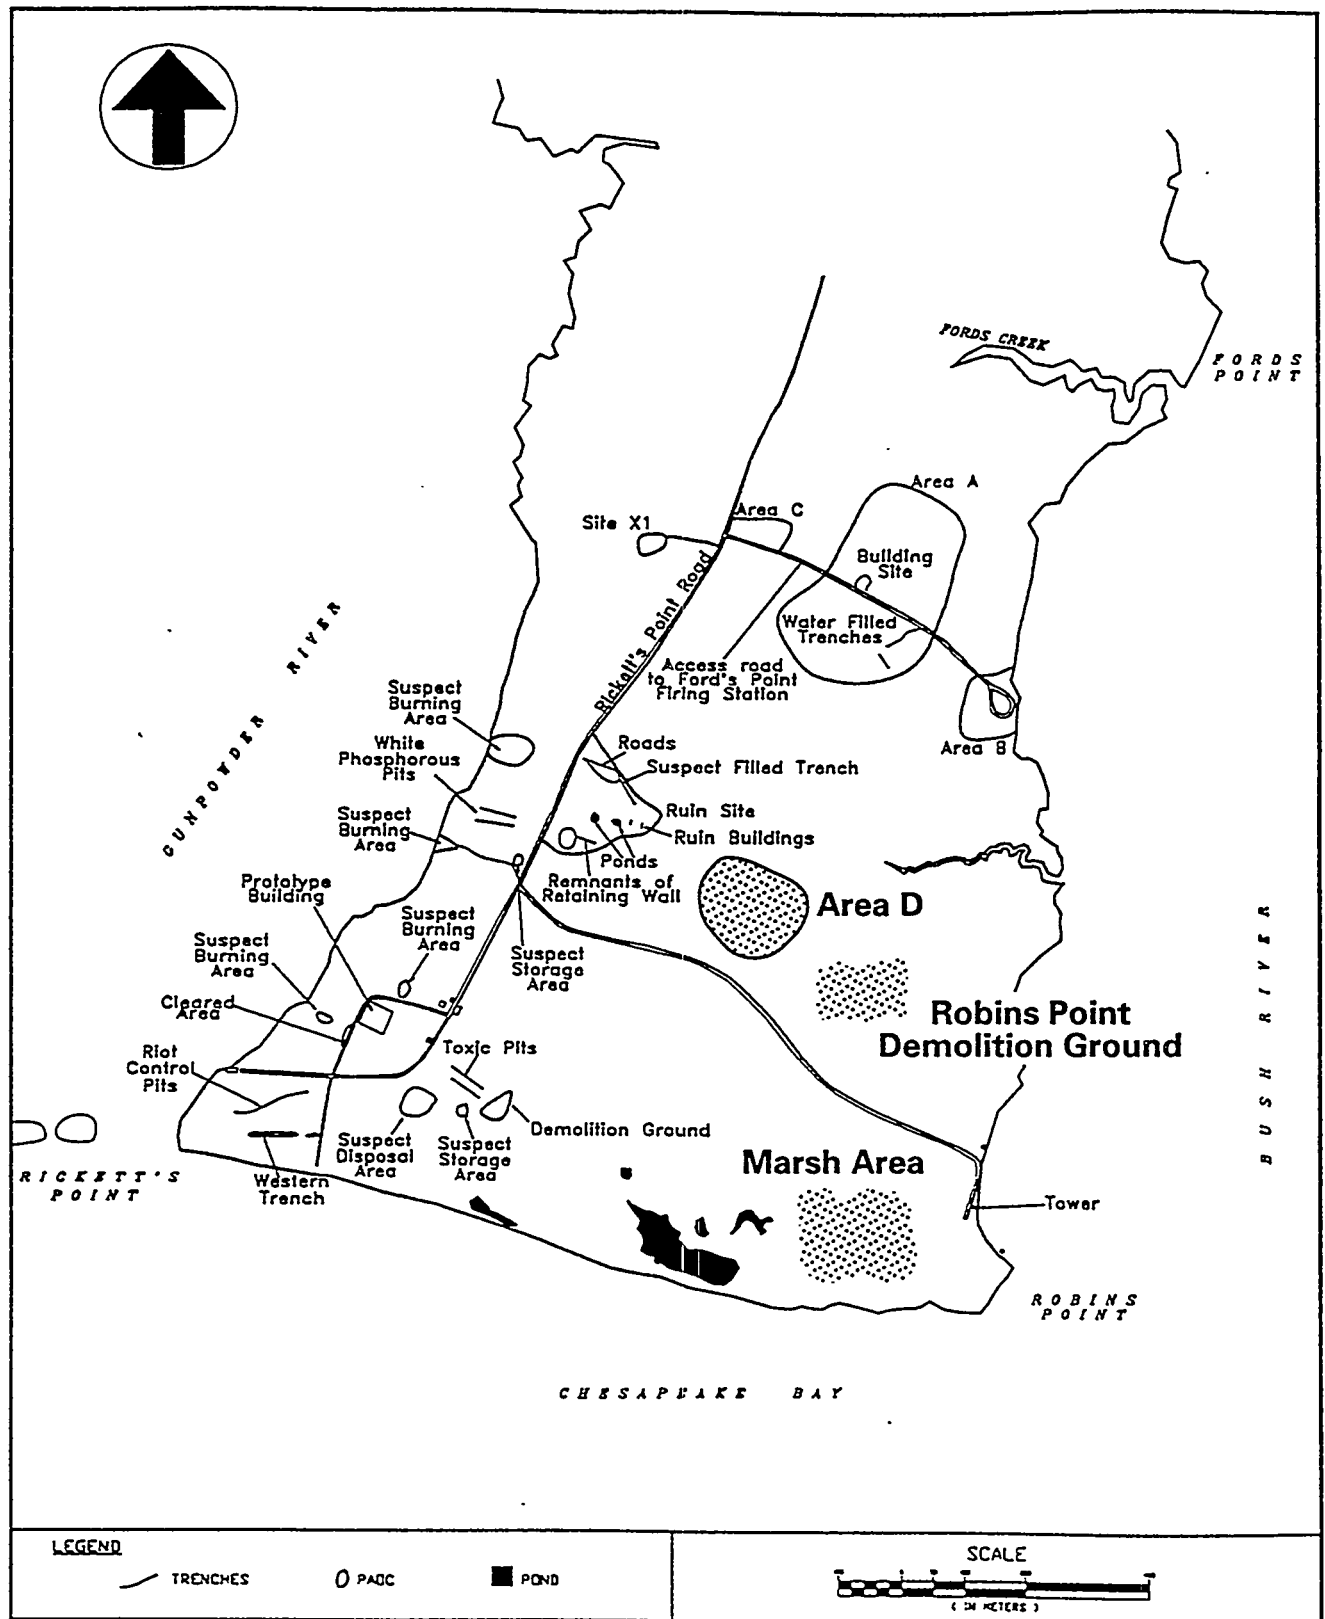 FORDS CREEK
FORDS
POINT
Area A
Area C
Site X1
Building
Site
Rickett's Point Road
Water Filled
Trenches
Access road
to Ford's Point
Firing Station
GUNPOWDER RIVER
Suspect
Burning
Area
Area B
White
Phosphorous
Pits
Roads
Suspect Filled Trench
Suspect
Burning
Area
Ruin Site
Ruin Buildings
Ponds
Remnants of
Retaining Wall
Prototype
Building
Area D
Suspect
Burning
Area
Suspect
Burning
Area
Suspect
Storage
Area
Cleared
Area
Robins Point
Demolition Ground
BUSH RIVER
Riot
Control
Pits
Toxic Pits
Demolition Ground
Suspect
Disposal
Area
Suspect
Storage
Area
Marsh Area
RICKETT'S
POINT
Western
Trench
Tower
ROBINS
POINT
CHESAPEAKE BAY
LEGEND
TRENCHES
PAOC
POND
SCALE
( IN METERS )